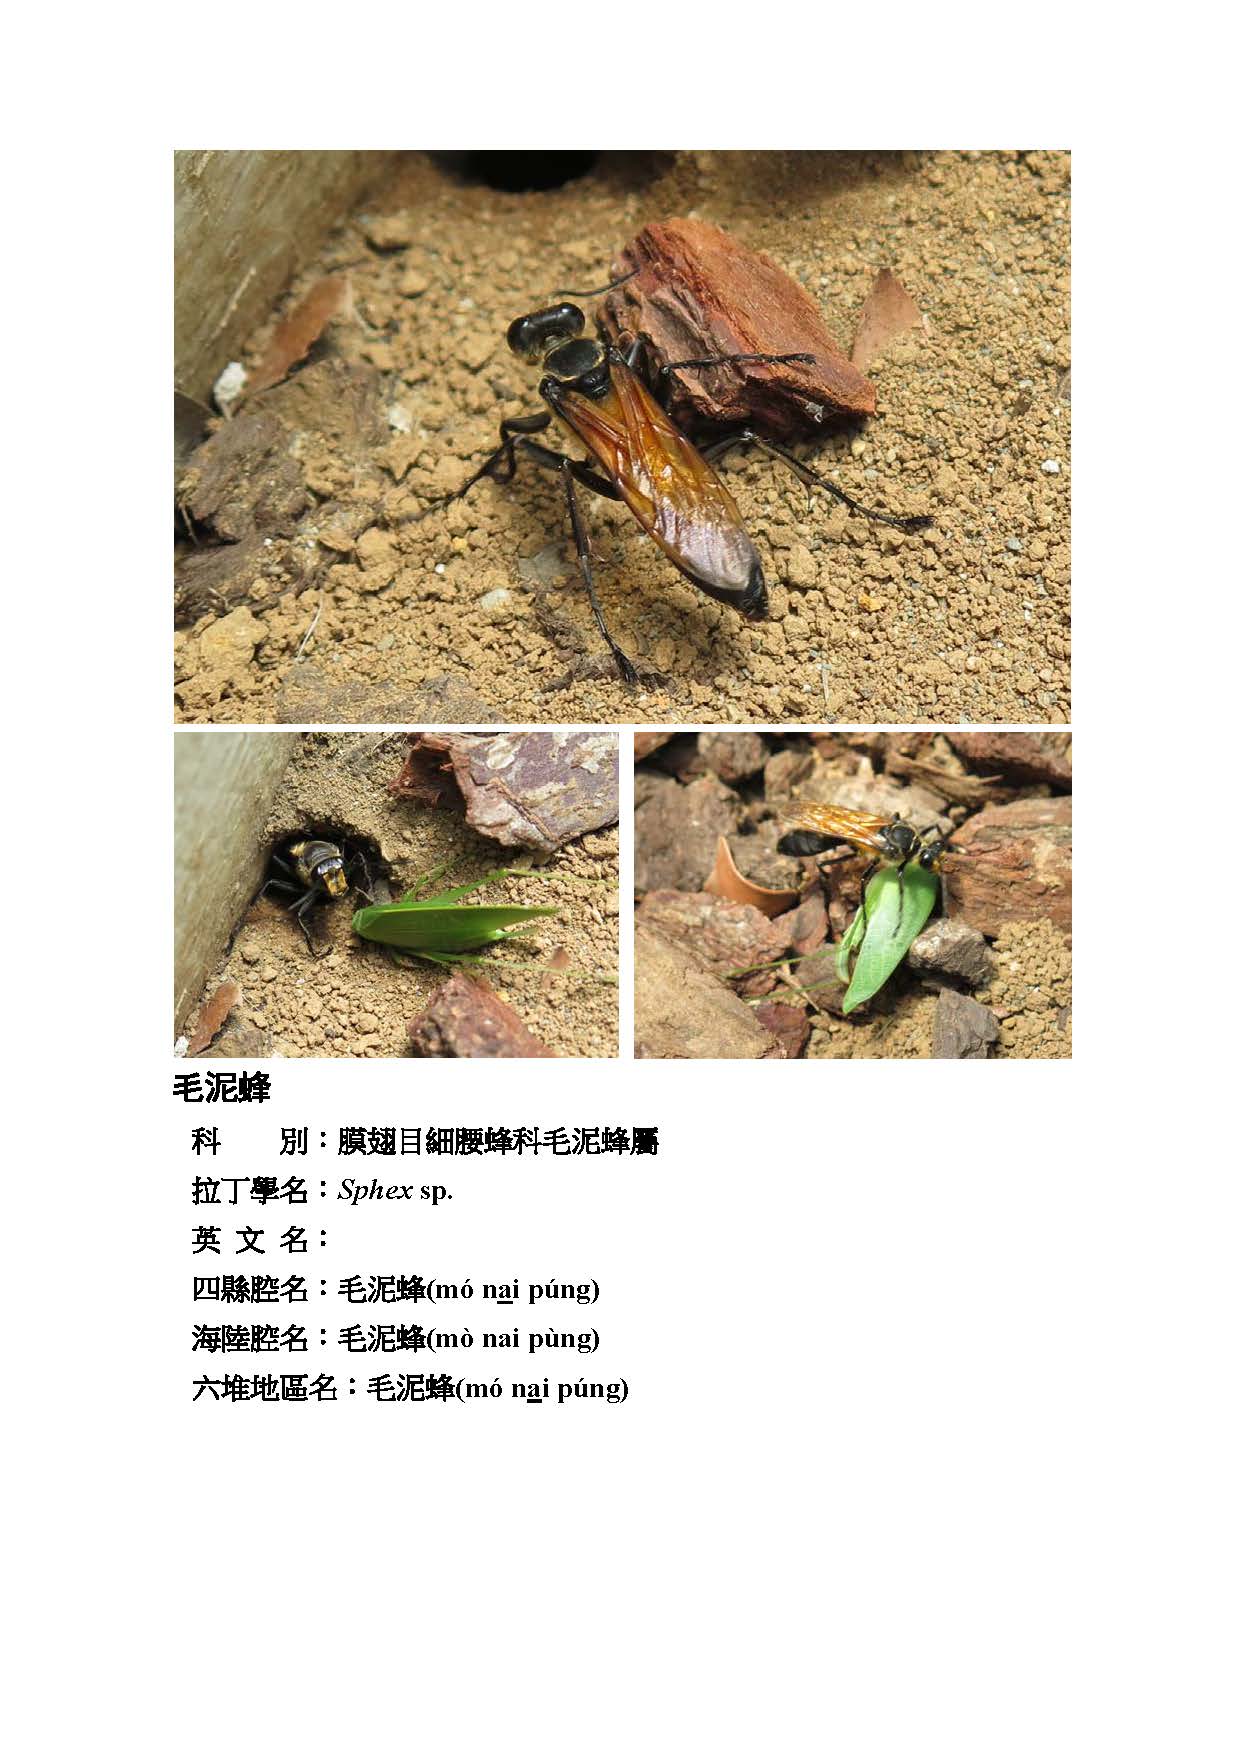 毛泥蜂
科　　別：膜翅目細腰蜂科毛泥蜂屬
拉丁學名：Sphex sp.
英 文 名：
四縣腔名：毛泥蜂(mó nai púng)
海陸腔名：毛泥蜂(mò nai pùng)
六堆地區名：毛泥蜂(mó nai púng)